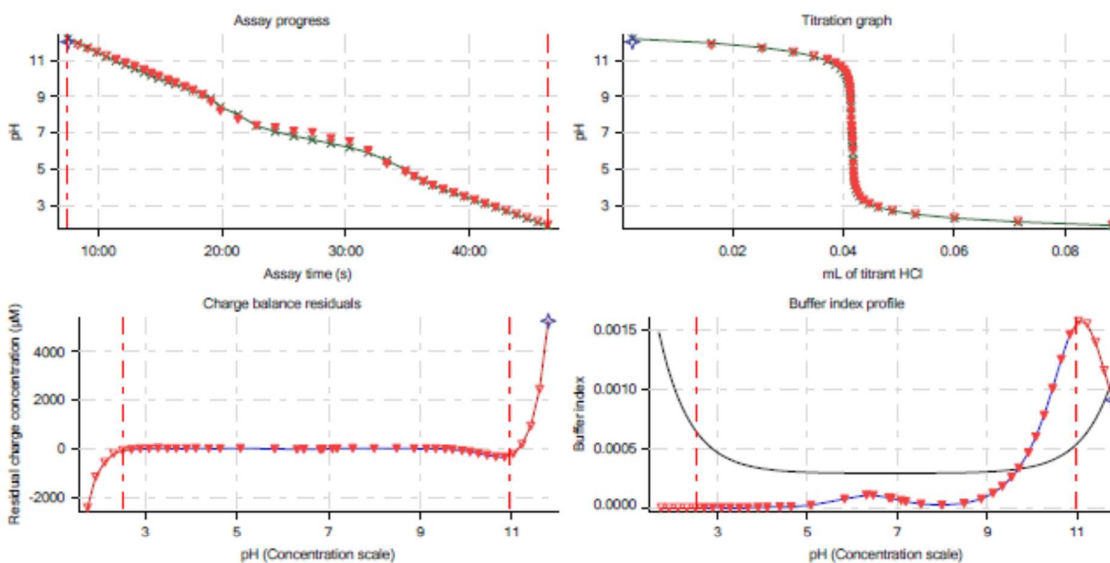 Assay progress
11
9
7
5
3
pH
10:00 20:00 30:00 40:00
Assay time (s)
Titration graph
11
9
7
5
3
pH
0.02 0.04 0.06 0.08
mL of titrant HCl
Charge balance residuals
4000
2000
0
-2000
Residual charge concentration (µM)
3 5 7 9 11
pH (Concentration scale)
Buffer index profile
0.0015
0.0010
0.0005
0.0000
Buffer index
3 5 7 9 11
pH (Concentration scale)